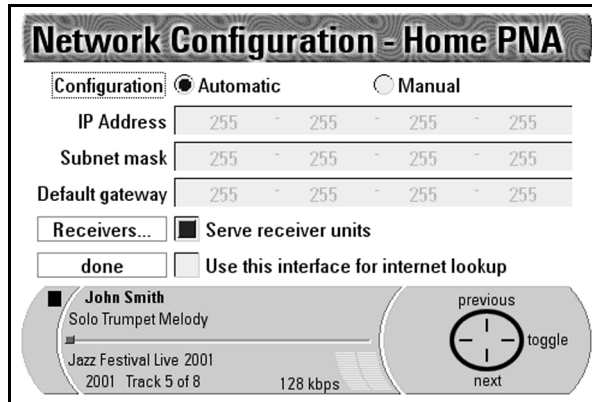 Network Configuration - Home PNA
Configuration Automatic Manual
IP Address 255 - 255 - 255 - 255
Subnet mask 255 - 255 - 255 - 255
Default gateway 255 - 255 - 255 - 255
Receivers... Serve receiver units
done Use this interface for internet lookup
John Smith
Solo Trumpet Melody
Jazz Festival Live 2001
2001 Track 5 of 8 128 kbps
previous
toggle
next